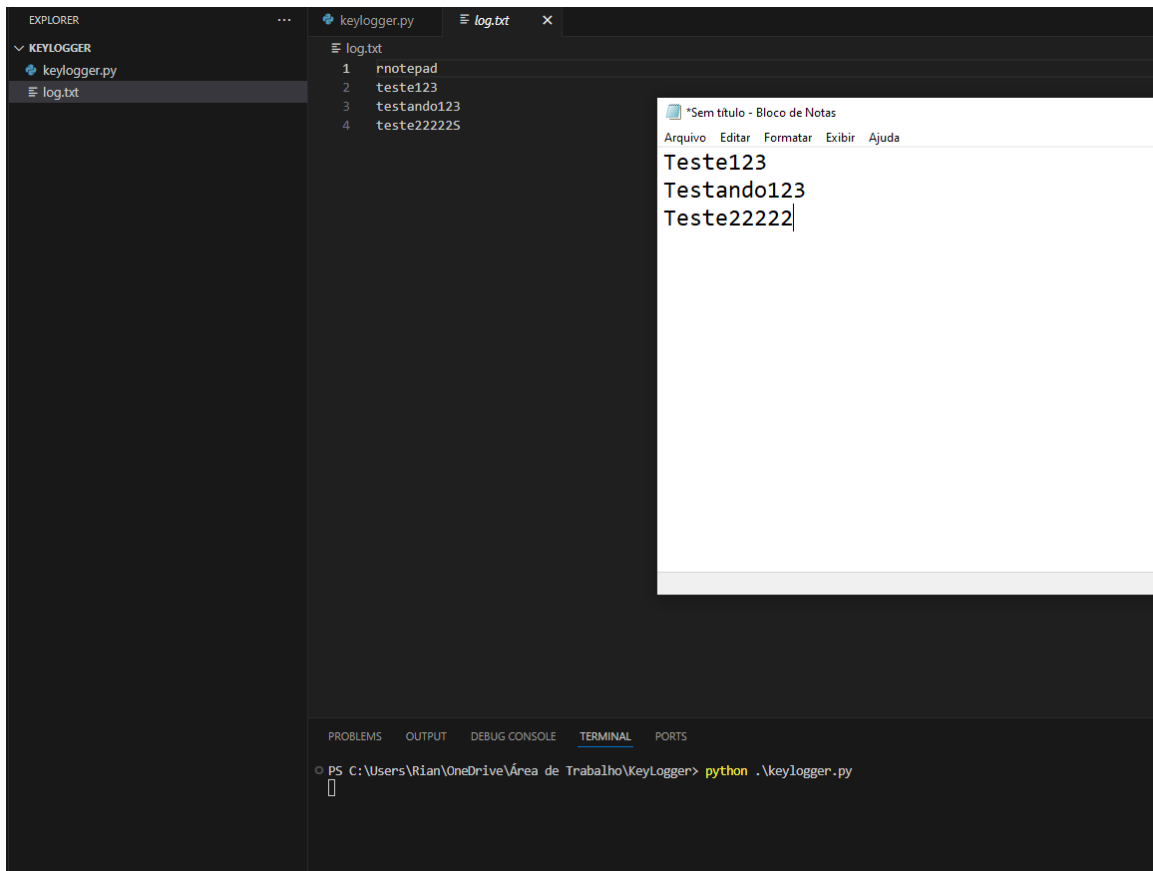 EXPLORER ...
keylogger.py
log.txt
KEYLOGGER
keylogger.py
log.txt
log.txt
1 rnotepad
2 teste123
3 testando123
4 teste22222S
*Sem título - Bloco de Notas
Arquivo Editar Formatar Exibir Ajuda
Teste123
Testando123
Teste22222
PROBLEMS OUTPUT DEBUG CONSOLE TERMINAL PORTS
PS C:\Users\Rian\OneDrive\Área de Trabalho\KeyLogger> python .\keylogger.py